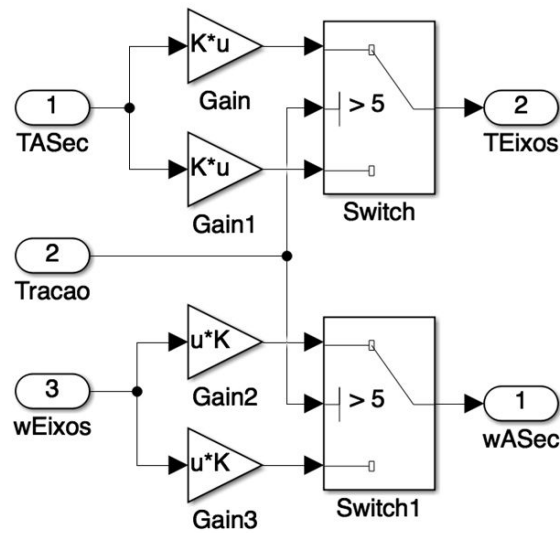 K*u
Gain
1
TASec
> 5
2
TEixos
K*u
Gain1
Switch
2
Tracao
u*K
Gain2
3
wEixos
> 5
1
wASec
u*K
Gain3
Switch1